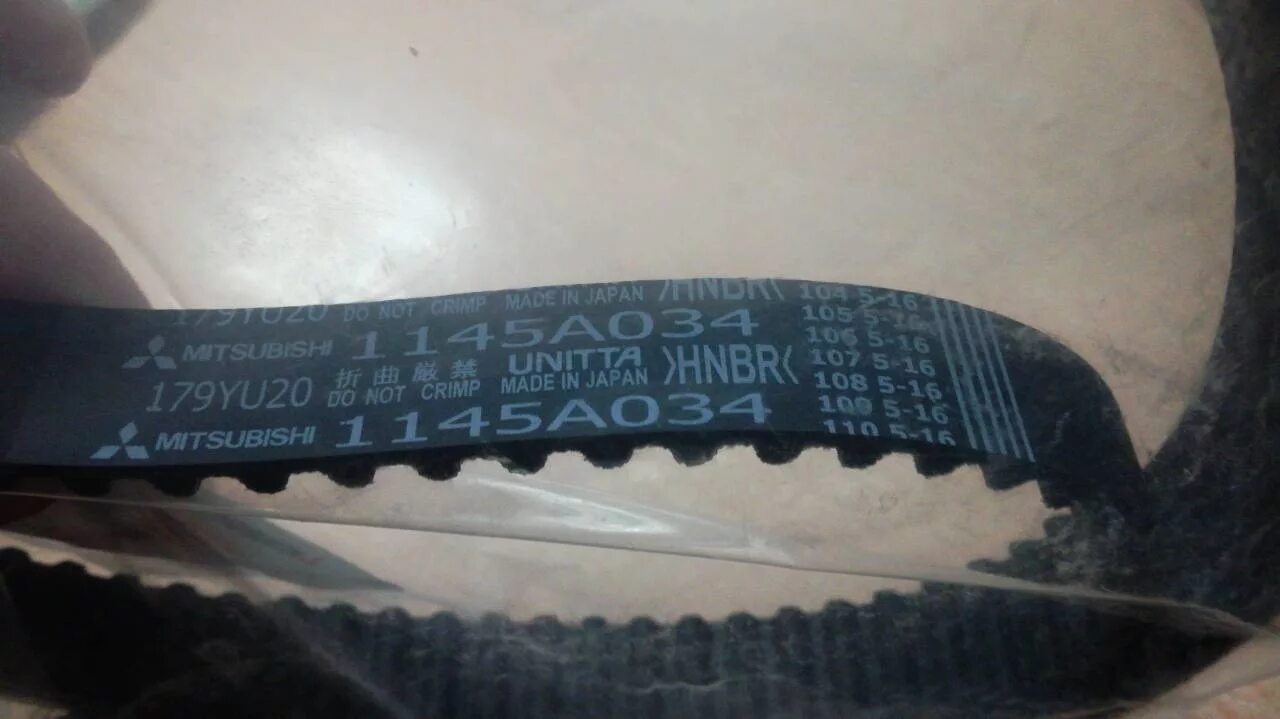 179YU20 DO NOT CRIMP MADE IN JAPAN >HNBR< 104 5-16
105 5-16
MITSUBISHI 1145A034 106 5-16
179YU20 折曲厳禁 DO NOT CRIMP UNITTA MADE IN JAPAN >HNBR< 107 5-16
108 5-16
MITSUBISHI 1145A034 109 5-16
110 5-16